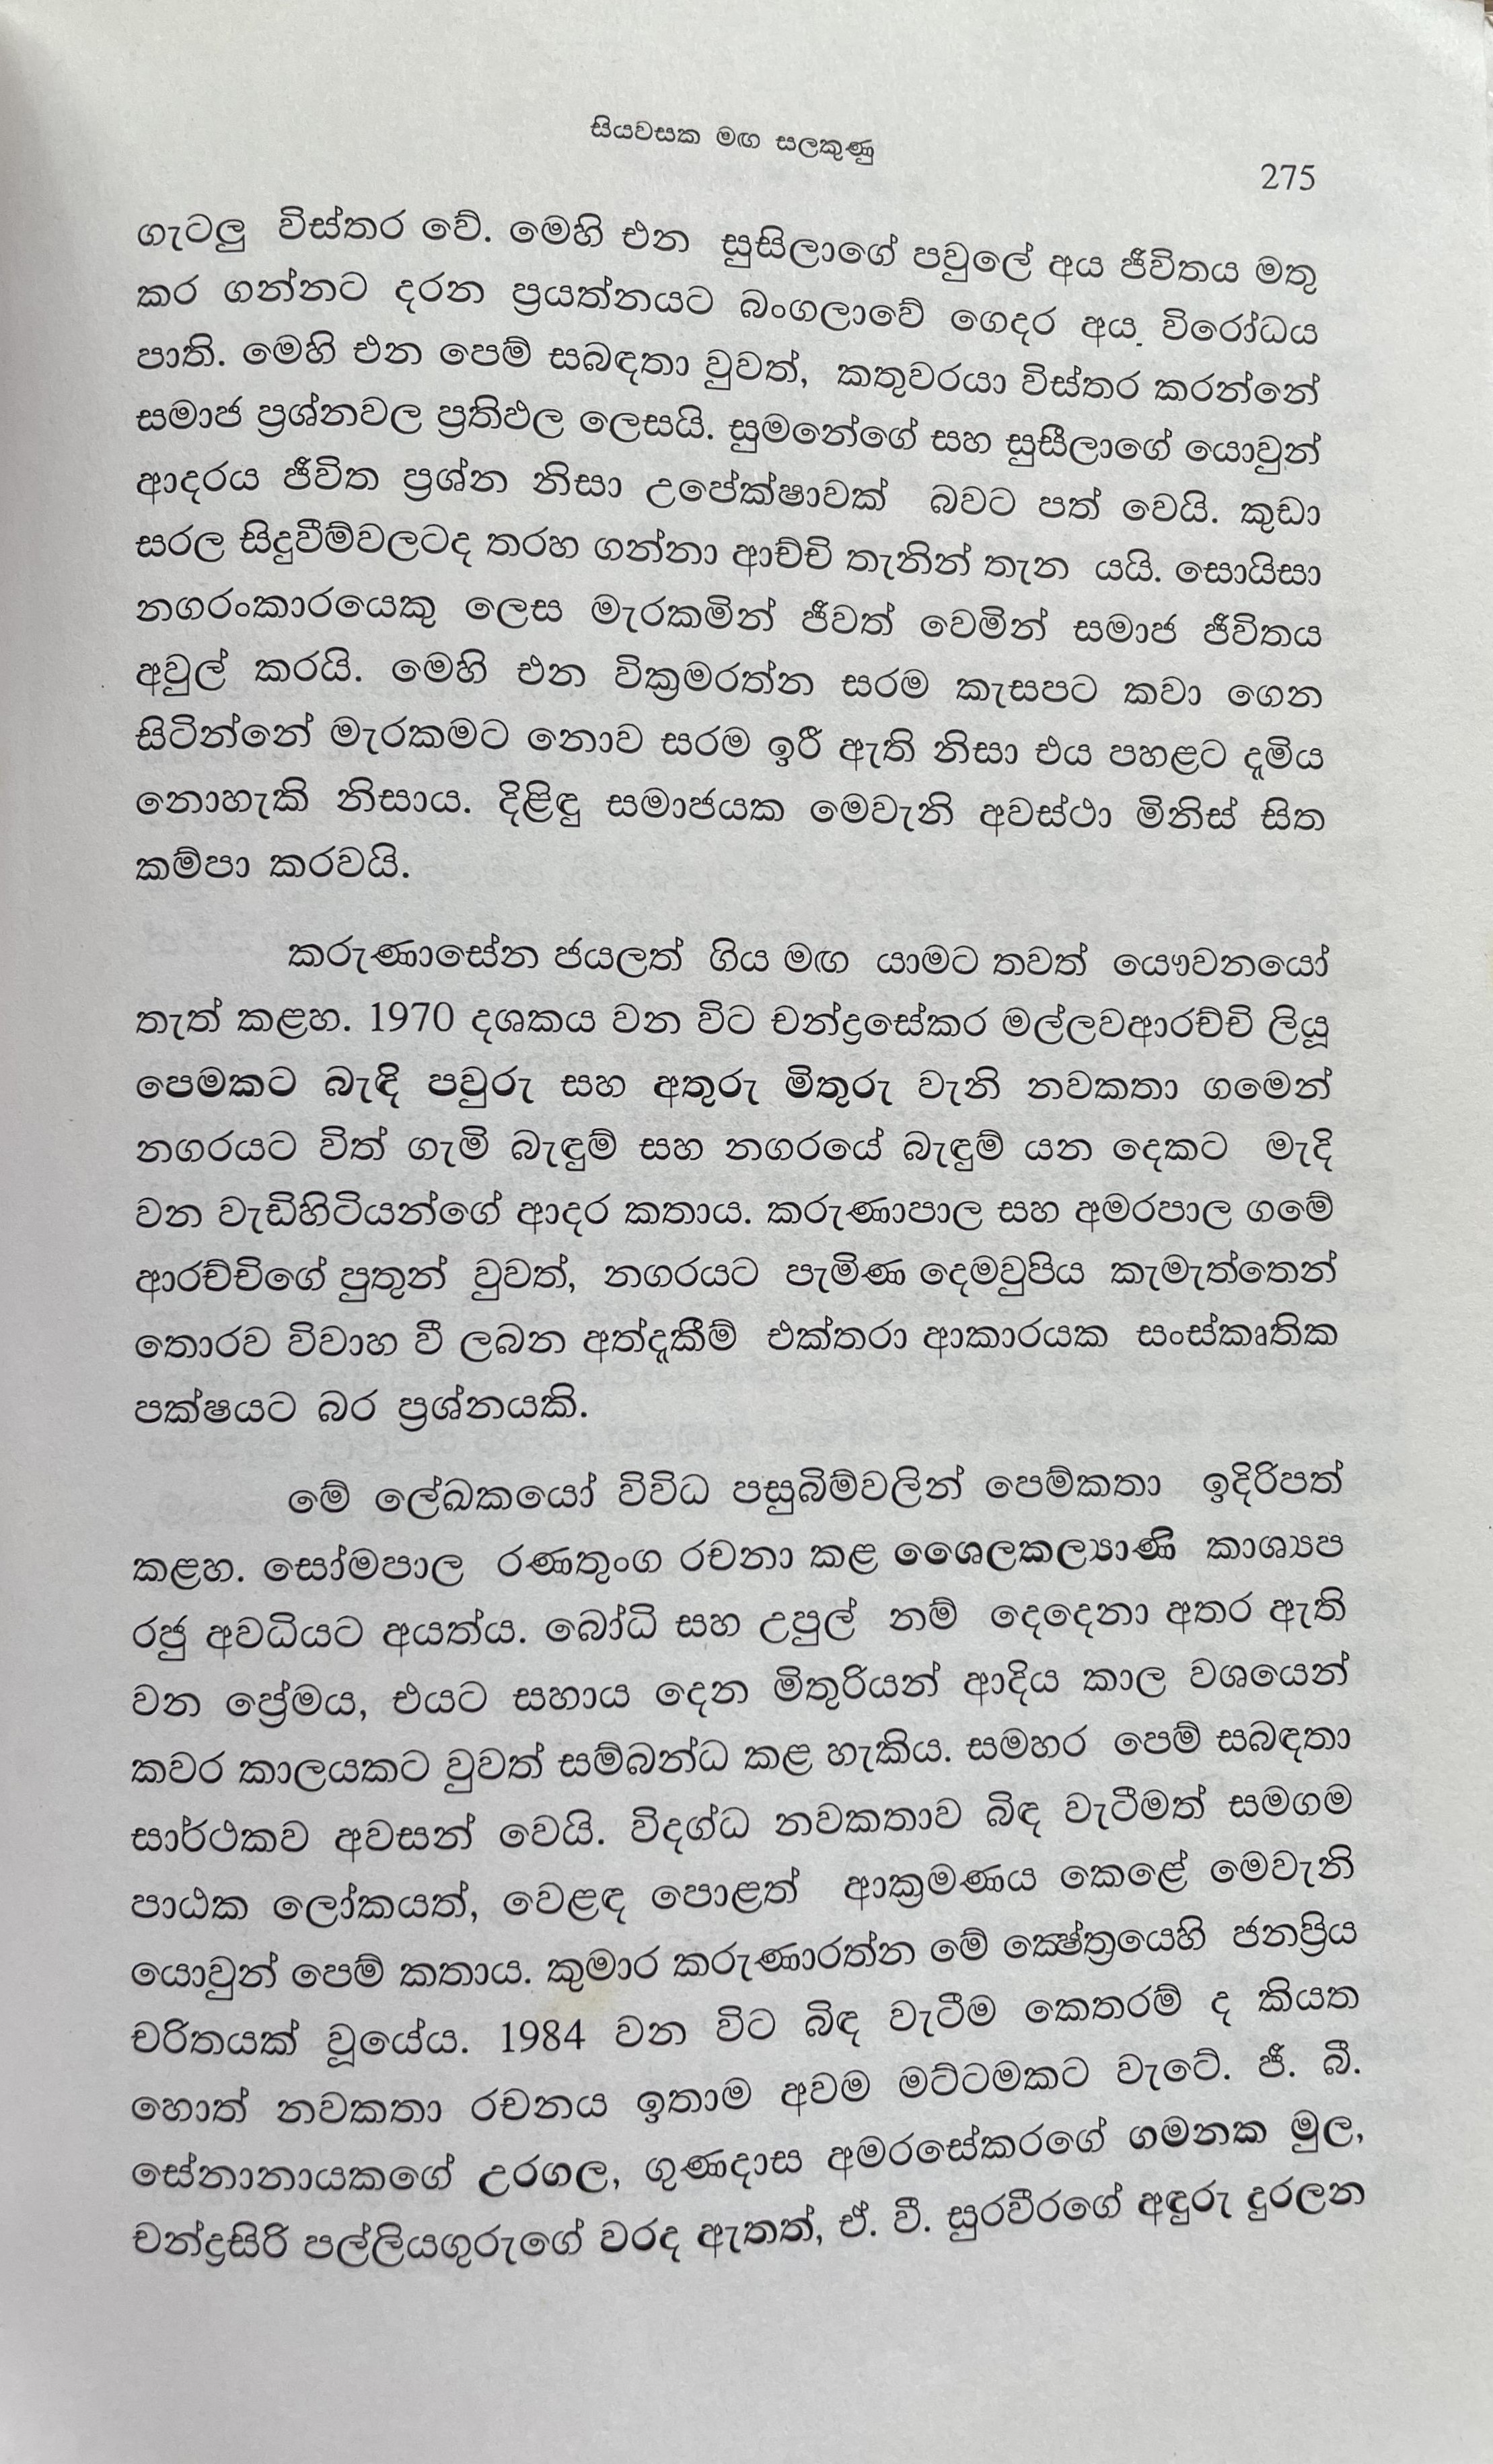 සියවසක මඟ සලකුණු
275
ගැටලු විස්තර වේ. මෙහි එන සුසිලාගේ පවුලේ අය ජීවිතය මතු
කර ගන්නට දරන ප්‍රයත්නයට බංගලාවේ ගෙදර අය විරෝධය
පාති. මෙහි එන පෙම් සබඳතා වුවත්, කතුවරයා විස්තර කරන්නේ
සමාජ ප්‍රශ්නවල ප්‍රතිඵල ලෙසයි. සුමනේගේ සහ සුසීලාගේ යොවුන්
ආදරය ජීවිත ප්‍රශ්න නිසා උපේක්ෂාවක් බවට පත් වෙයි. කුඩා
සරල සිදුවීම්වලටද තරහ ගන්නා ආච්චි තැනින් තැන යයි. සොයිසා
නගරංකාරයෙකු ලෙස මැරකමින් ජීවත් වෙමින් සමාජ ජීවිතය
අවුල් කරයි. මෙහි එන වික්‍රමරත්න සරම කැසපට කවා ගෙන
සිටින්නේ මැරකමට නොව සරම ඉරී ඇති නිසා එය පහළට දැමිය
නොහැකි නිසාය. දිළිඳු සමාජයක මෙවැනි අවස්ථා මිනිස් සිත
කම්පා කරවයි.
කරුණාසේන ජයලත් ගිය මඟ යාමට තවත් යෞවනයෝ
තැත් කළහ. 1970 දශකය වන විට චන්ද්‍රසේකර මල්ලවආරච්චි ලියූ
පෙමකට බැඳි පවුරු සහ අතුරු මිතුරු වැනි නවකතා ගමෙන්
නගරයට විත් ගැමි බැඳුම් සහ නගරයේ බැඳුම් යන දෙකට මැදි
වන වැඩිහිටියන්ගේ ආදර කතාය. කරුණාපාල සහ අමරපාල ගමේ
ආරච්චිගේ පුතුන් වුවත්, නගරයට පැමිණ දෙමවුපිය කැමැත්තෙන්
තොරව විවාහ වී ලබන අත්දැකීම් එක්තරා ආකාරයක සංස්කෘතික
පක්ෂයට බර ප්‍රශ්නයකි.
මේ ලේඛකයෝ විවිධ පසුබිම්වලින් පෙම්කතා ඉදිරිපත්
කළහ. සෝමපාල රණතුංග රචනා කළ ශෛලකල්‍යාණි කාශ්‍යප
රජු අවධියට අයත්ය. බෝධි සහ උපුල් නම් දෙදෙනා අතර ඇති
වන ප්‍රේමය, එයට සහාය දෙන මිතුරියන් ආදිය කාල වශයෙන්
කවර කාලයකට වුවත් සම්බන්ධ කළ හැකිය. සමහර පෙම් සබඳතා
සාර්ථකව අවසන් වෙයි. විදග්ධ නවකතාව බිඳ වැටීමත් සමගම
පාඨක ලෝකයත්, වෙළඳ පොළත් ආක්‍රමණය කෙළේ මෙවැනි
යොවුන් පෙම් කතාය. කුමාර කරුණාරත්න මේ ක්‍ෂේත්‍රයෙහි ජනප්‍රිය
චරිතයක් වූයේය. 1984 වන විට බිඳ වැටීම කෙතරම් ද කියත
හොත් නවකතා රචනය ඉතාම අවම මට්ටමකට වැටේ. ජී. බී.
සේනානායකගේ උරගල, ගුණදාස අමරසේකරගේ ගමනක මුල,
චන්ද්‍රසිරි පල්ලියගුරුගේ වරද ඇතත්, ඒ. වී. සුරවීරගේ අඳුරු දුරලන